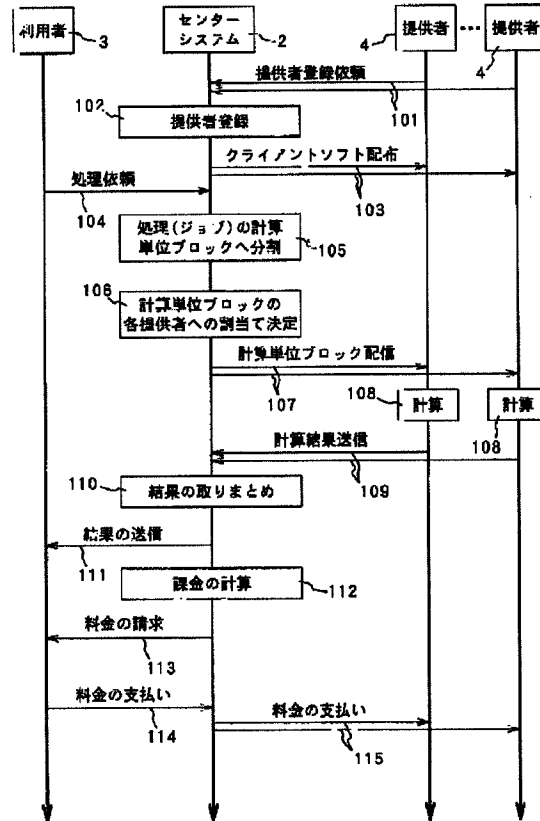 利用者
3
センター
システム
2
4
提供者
提供者
4
提供者登録依頼
101
102
提供者登録
クライアントソフト配布
103
処理依頼
104
処理(ジョブ)の計算
単位ブロックへ分割
105
106
計算単位ブロックの
各提供者への割当て決定
計算単位ブロック配信
107
108
計算
計算
108
計算結果送信
109
110
結果の取りまとめ
結果の送信
111
課金の計算
112
料金の請求
113
料金の支払い
114
料金の支払い
115